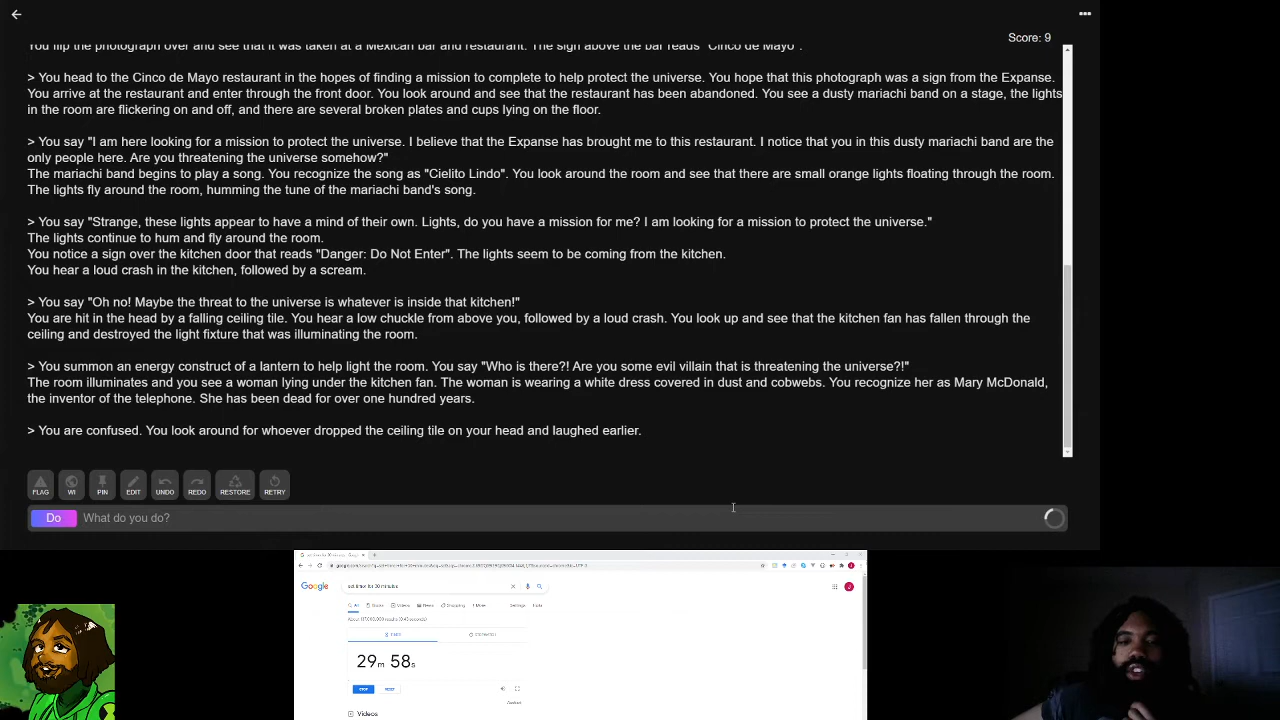 Score: 9
You flip the photograph over and see that it was taken at a Mexican bar and restaurant. The sign above the bar reads "Cinco de Mayo".
> You head to the Cinco de Mayo restaurant in the hopes of finding a mission to complete to help protect the universe. You hope that this photograph was a sign from the Expanse.
You arrive at the restaurant and enter through the front door. You look around and see that the restaurant has been abandoned. You see a dusty mariachi band on a stage, the lights
in the room are flickering on and off, and there are several broken plates and cups lying on the floor.
> You say "I am here looking for a mission to protect the universe. I believe that the Expanse has brought me to this restaurant. I notice that you in this dusty mariachi band are the
only people here. Are you threatening the universe somehow?"
The mariachi band begins to play a song. You recognize the song as "Cielito Lindo". You look around the room and see that there are small orange lights floating through the room.
The lights fly around the room, humming the tune of the mariachi band's song.
> You say "Strange, these lights appear to have a mind of their own. Lights, do you have a mission for me? I am looking for a mission to protect the universe."
The lights continue to hum and fly around the room.
You notice a sign over the kitchen door that reads "Danger: Do Not Enter". The lights seem to be coming from the kitchen.
You hear a loud crash in the kitchen, followed by a scream.
> You say "Oh no! Maybe the threat to the universe is whatever is inside that kitchen!"
You are hit in the head by a falling ceiling tile. You hear a low chuckle from above you, followed by a loud crash. You look up and see that the kitchen fan has fallen through the
ceiling and destroyed the light fixture that was illuminating the room.
> You summon an energy construct of a lantern to help light the room. You say "Who is there?! Are you some evil villain that is threatening the universe?!"
The room illuminates and you see a woman lying under the kitchen fan. The woman is wearing a white dress covered in dust and cobwebs. You recognize her as Mary McDonald,
the inventor of the telephone. She has been dead for over one hundred years.
> You are confused. You look around for whoever dropped the ceiling tile on your head and laughed earlier.
FLAG WI PIN EDIT UNDO REDO RESTORE RETRY
Do What do you do?
Google set timer for 30 minutes
All Videos News Shopping More Settings Tools
29m 58s
STOP RESET
Videos